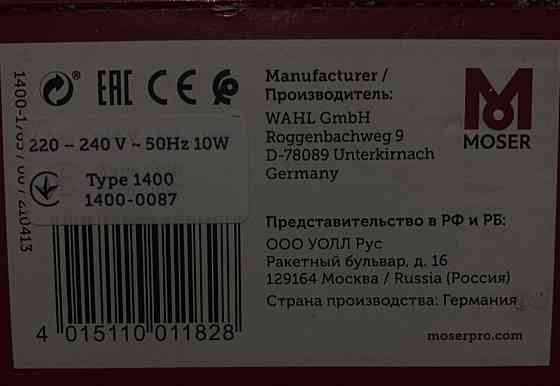 EAC CE
220 – 240 V ~ 50Hz 10W
Type 1400
1400-0087
4 015110 011828
Manufacturer /
Производитель:
WAHL GmbH
Roggenbachweg 9
D-78089 Unterkirnach
Germany
MOSER
Представительство в РФ и РБ:
ООО УОЛЛ Рус
Ракетный бульвар, д. 16
129164 Москва / Russia (Россия)
Страна производства: Германия
moserpro.com